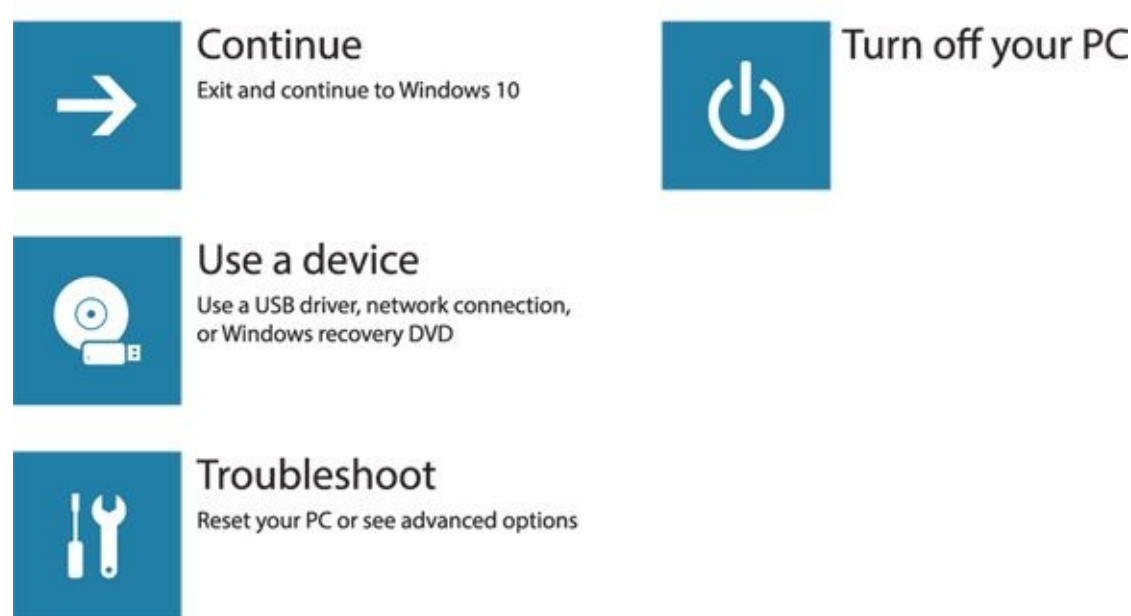 Continue
Exit and continue to Windows 10
Turn off your PC
Use a device
Use a USB driver, network connection,
or Windows recovery DVD
Troubleshoot
Reset your PC or see advanced options